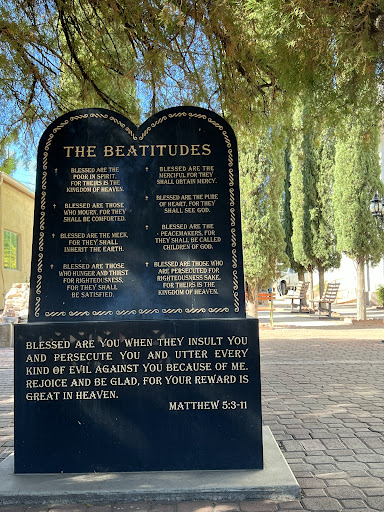 THE BEATITUDES
BLESSED ARE THE
POOR IN SPIRIT,
FOR THEIRS IS THE
KINGDOM OF HEAVEN.
BLESSED ARE THOSE
WHO MOURN, FOR THEY
SHALL BE COMFORTED.
BLESSED ARE THE MEEK,
FOR THEY SHALL
INHERIT THE EARTH.
BLESSED ARE THOSE
WHO HUNGER AND THIRST
FOR RIGHTEOUSNESS,
FOR THEY SHALL
BE SATISFIED.
BLESSED ARE THE
MERCIFUL FOR THEY
SHALL OBTAIN MERCY.
BLESSED ARE THE PURE
OF HEART, FOR THEY
SHALL SEE GOD.
BLESSED ARE THE
PEACEMAKERS, FOR
THEY SHALL BE CALLED
CHILDREN OF GOD.
BLESSED ARE THOSE WHO
ARE PERSECUTED FOR
RIGHTEOUSNESS SAKE,
FOR THEIRS IS THE
KINGDOM OF HEAVEN.
BLESSED ARE YOU WHEN THEY INSULT YOU
AND PERSECUTE YOU AND UTTER EVERY
KIND OF EVIL AGAINST YOU BECAUSE OF ME.
REJOICE AND BE GLAD, FOR YOUR REWARD IS
GREAT IN HEAVEN.
MATTHEW 5:3-11